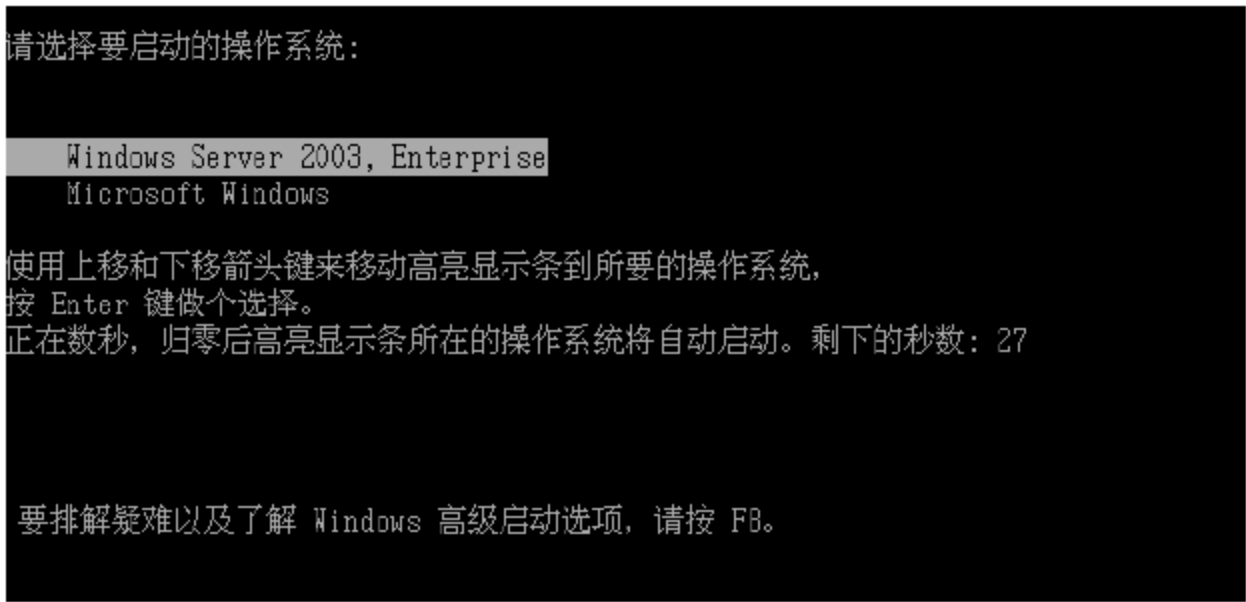 请选择要启动的操作系统:
Windows Server 2003, Enterprise
Microsoft Windows
使用上移和下移箭头键来移动高亮显示条到所要的操作系统,
按 Enter 键做个选择。
正在数秒, 归零后高亮显示条所在的操作系统将自动启动。剩下的秒数: 27
要排解疑难以及了解 Windows 高级启动选项, 请按 F8。